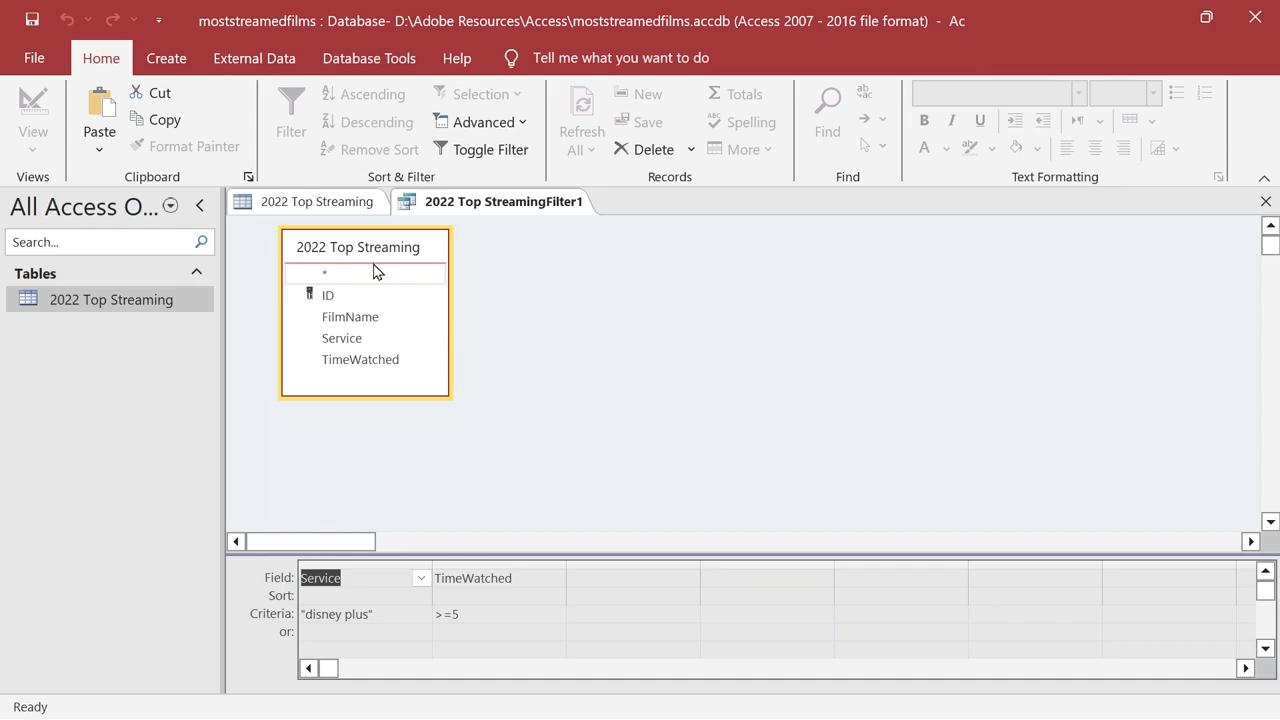 moststreamedfilms : Database- D:\Adobe Resources\Access\moststreamedfilms.accdb (Access 2007 - 2016 file format) - Ac
File Home Create External Data Database Tools Help Tell me what you want to do
View
Views
Paste
Cut
Copy
Format Painter
Clipboard
Filter
Ascending
Descending
Remove Sort
Selection
Advanced
Toggle Filter
Sort & Filter
Refresh
All
New
Save
Delete
Totals
Spelling
More
Records
Find
Find
B I U
A
Text Formatting
All Access O...
Search...
Tables
2022 Top Streaming
2022 Top Streaming 2022 Top StreamingFilter1
2022 Top Streaming
*
ID
FilmName
Service
TimeWatched
Field: Service TimeWatched
Sort:
Criteria: "disney plus" >=5
or:
Ready